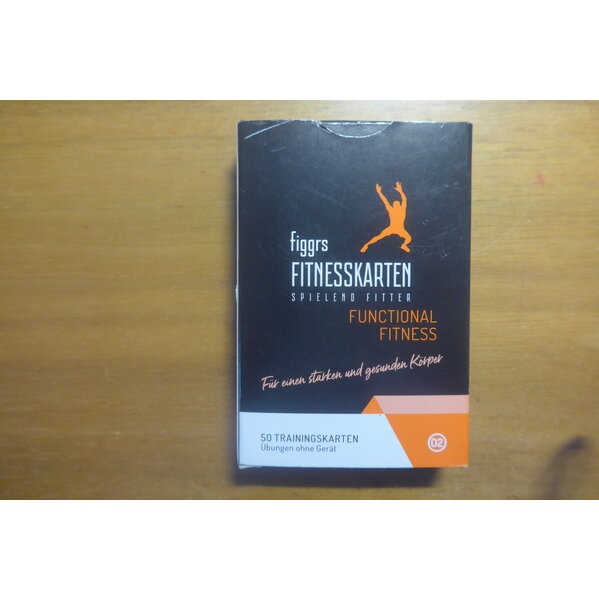 figgrs
FITNESSKARTEN
SPIELEND FITTER
FUNCTIONAL
FITNESS
Für einen starken und gesunden Körper
50 TRAININGSKARTEN
Übungen ohne Gerät
02